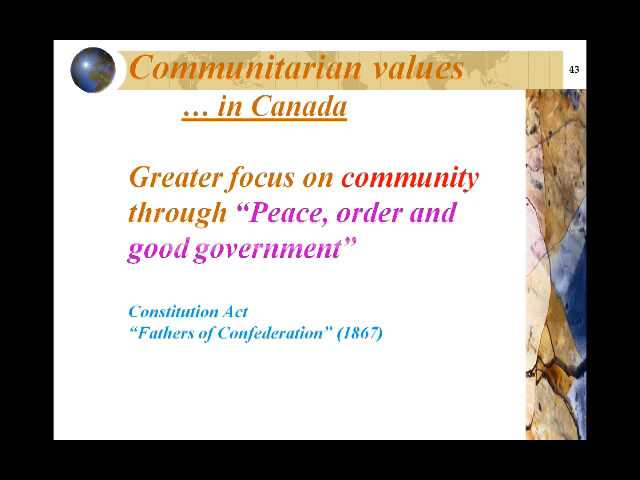 Communitarian values
43
… in Canada
Greater focus on community
through “Peace, order and
good government”
Constitution Act
“Fathers of Confederation” (1867)